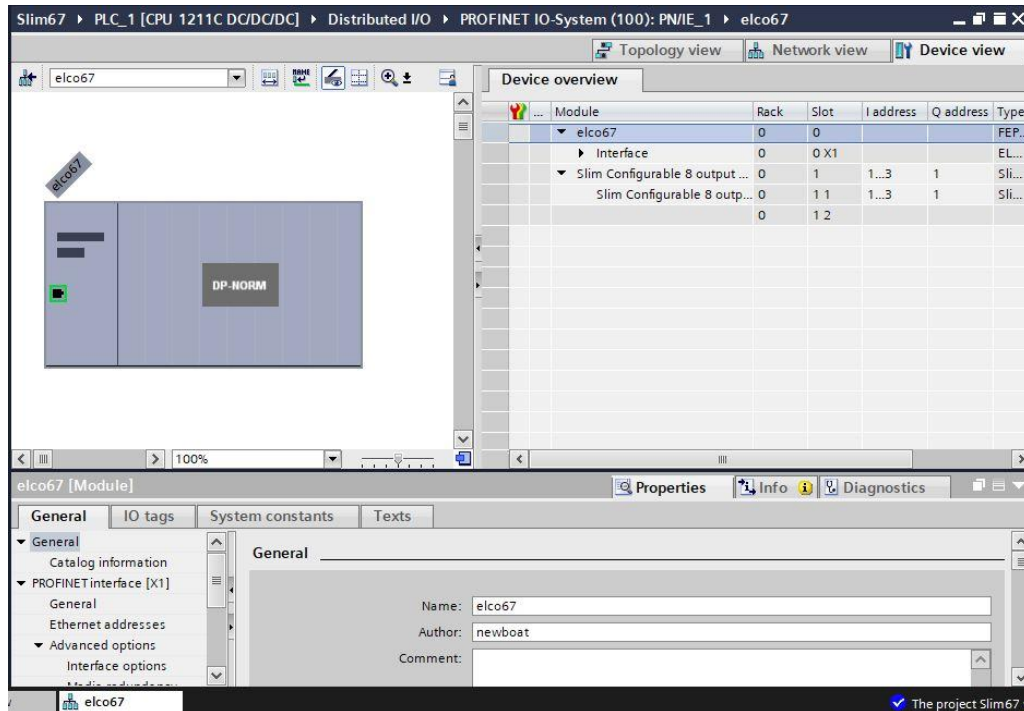 Slim67 ▸ PLC_1 [CPU 1211C DC/DC/DC] ▸ Distributed I/O ▸ PROFINET IO-System (100): PN/IE_1 ▸ elco67
Topology view Network view Device view
elco67
Device overview
... Module Rack Slot I address Q address Type
elco67 0 0 FEP...
Interface 0 0 X1 EL...
Slim Configurable 8 output ... 0 1 1...3 1 Sli...
Slim Configurable 8 outp... 0 1 1 1...3 1 Sli...
0 1 2
elco67
DP-NORM
100%
elco67 [Module]
Properties Info Diagnostics
General IO tags System constants Texts
General
Catalog information
PROFINET interface [X1]
General
Ethernet addresses
Advanced options
Interface options
General
Name: elco67
Author: newboat
Comment:
elco67
The project Slim67